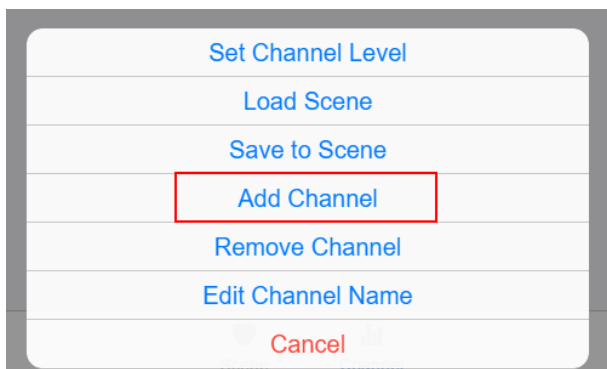 Set Channel Level
Load Scene
Save to Scene
Add Channel
Remove Channel
Edit Channel Name
Cancel